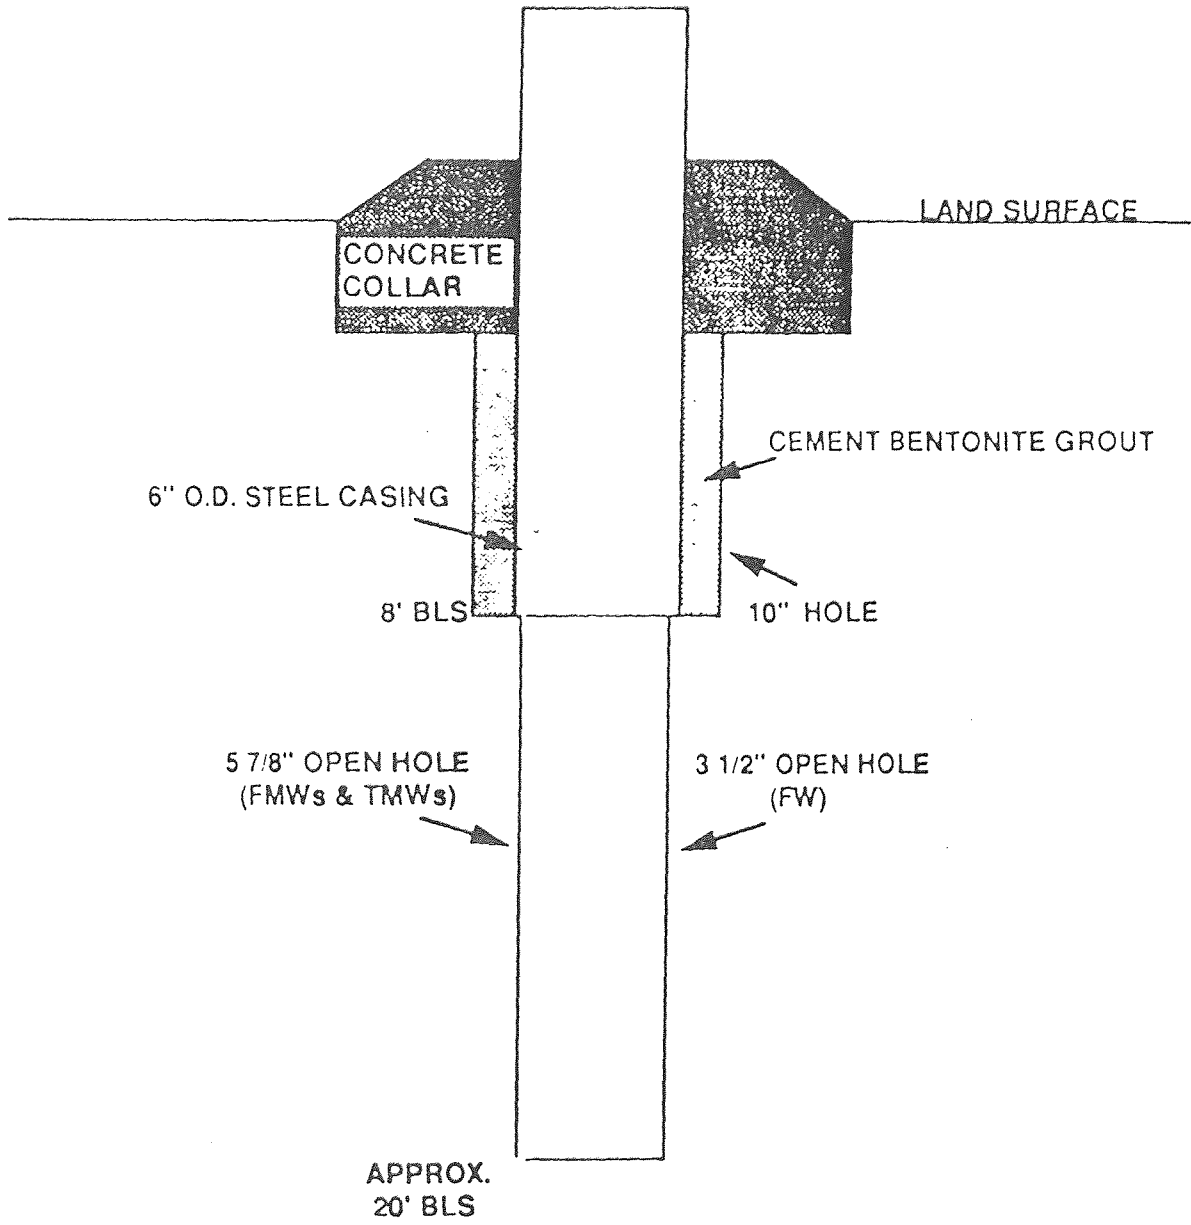 LAND SURFACE
CONCRETE
COLLAR
CEMENT BENTONITE GROUT
6" O.D. STEEL CASING
8' BLS
10" HOLE
5 7/8" OPEN HOLE
(FMWs & TMWs)
3 1/2" OPEN HOLE
(FW)
APPROX.
20' BLS